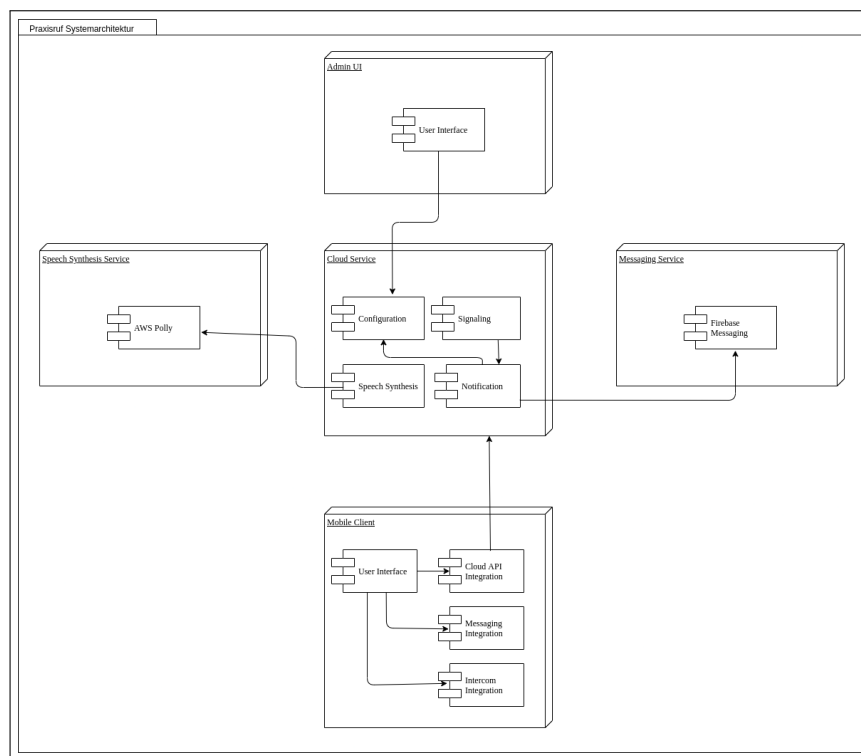 Praxisruf Systemarchitektur
Admin UI
User Interface
Speech Synthesis Service
AWS Polly
Cloud Service
Configuration
Signaling
Speech Synthesis
Notification
Messaging Service
Firebase
Messaging
Mobile Client
User Interface
Cloud API
Integration
Messaging
Integration
Intercom
Integration